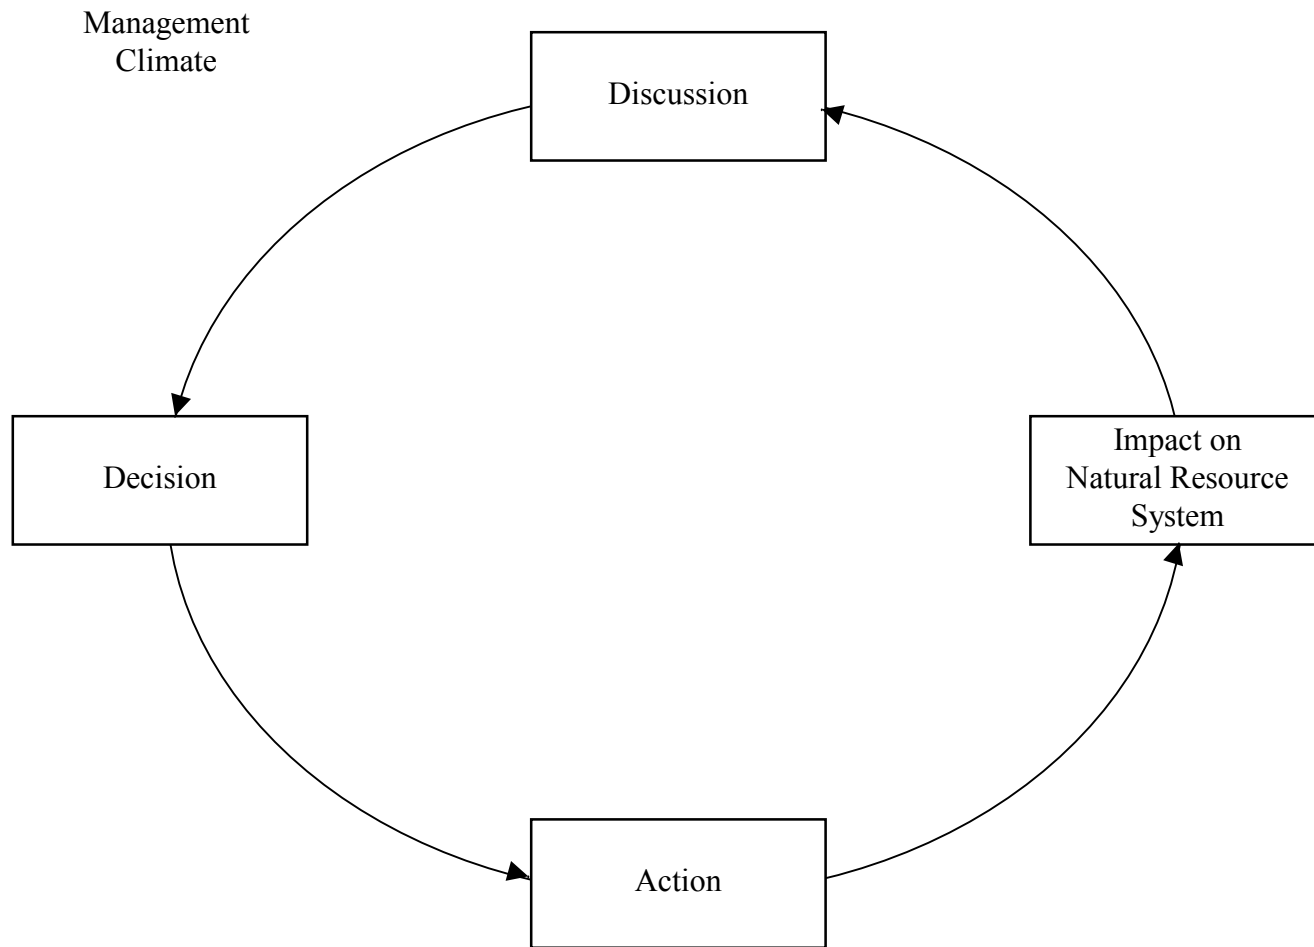 Management
Climate
Discussion
Decision
Impact on
Natural Resource
System
Action